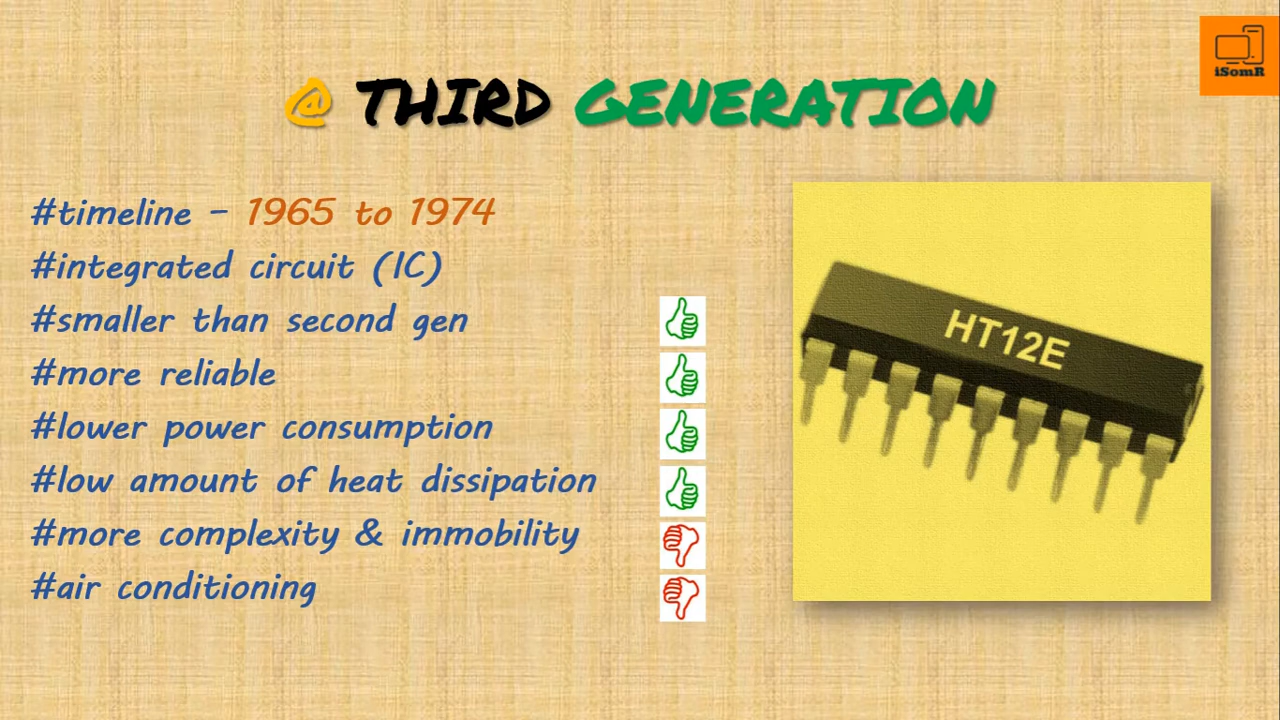 iSomR
@ THIRD GENERATION
#timeline - 1965 to 1974
#integrated circuit (IC)
#smaller than second gen
#more reliable
#lower power consumption
#low amount of heat dissipation
#more complexity & immobility
#air conditioning
HT12E